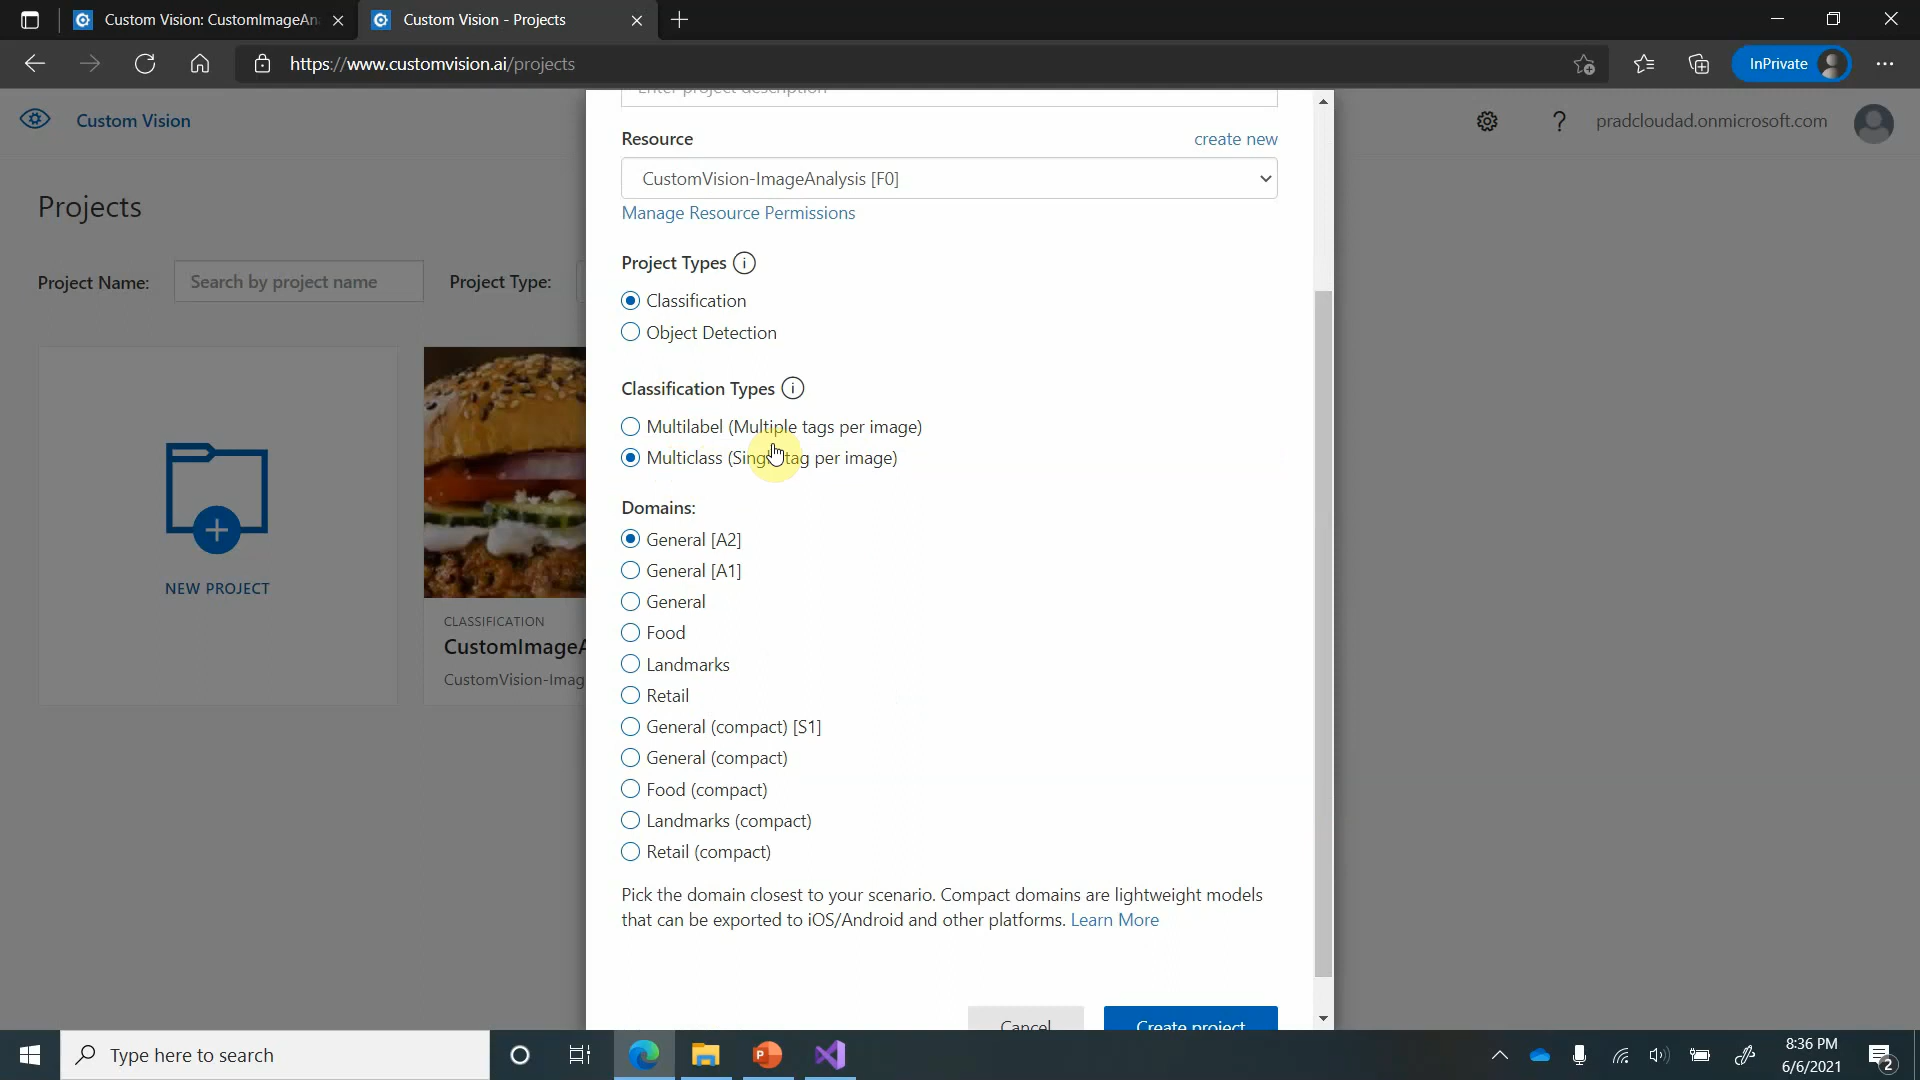 Custom Vision: CustomImageAn
Custom Vision - Projects
https://www.customvision.ai/projects
InPrivate
Custom Vision
pradcloudad.onmicrosoft.com
Projects
Project Name:
Search by project name
Project Type:
NEW PROJECT
CLASSIFICATION
CustomImageA
CustomVision-Imag
Enter project description
Resource
create new
CustomVision-ImageAnalysis [F0]
Manage Resource Permissions
Project Types
Classification
Object Detection
Classification Types
Multilabel (Multiple tags per image)
Multiclass (Single tag per image)
Domains:
General [A2]
General [A1]
General
Food
Landmarks
Retail
General (compact) [S1]
General (compact)
Food (compact)
Landmarks (compact)
Retail (compact)
Pick the domain closest to your scenario. Compact domains are lightweight models
that can be exported to iOS/Android and other platforms. Learn More
Cancel
Create project
Type here to search
8:36 PM
6/6/2021
2